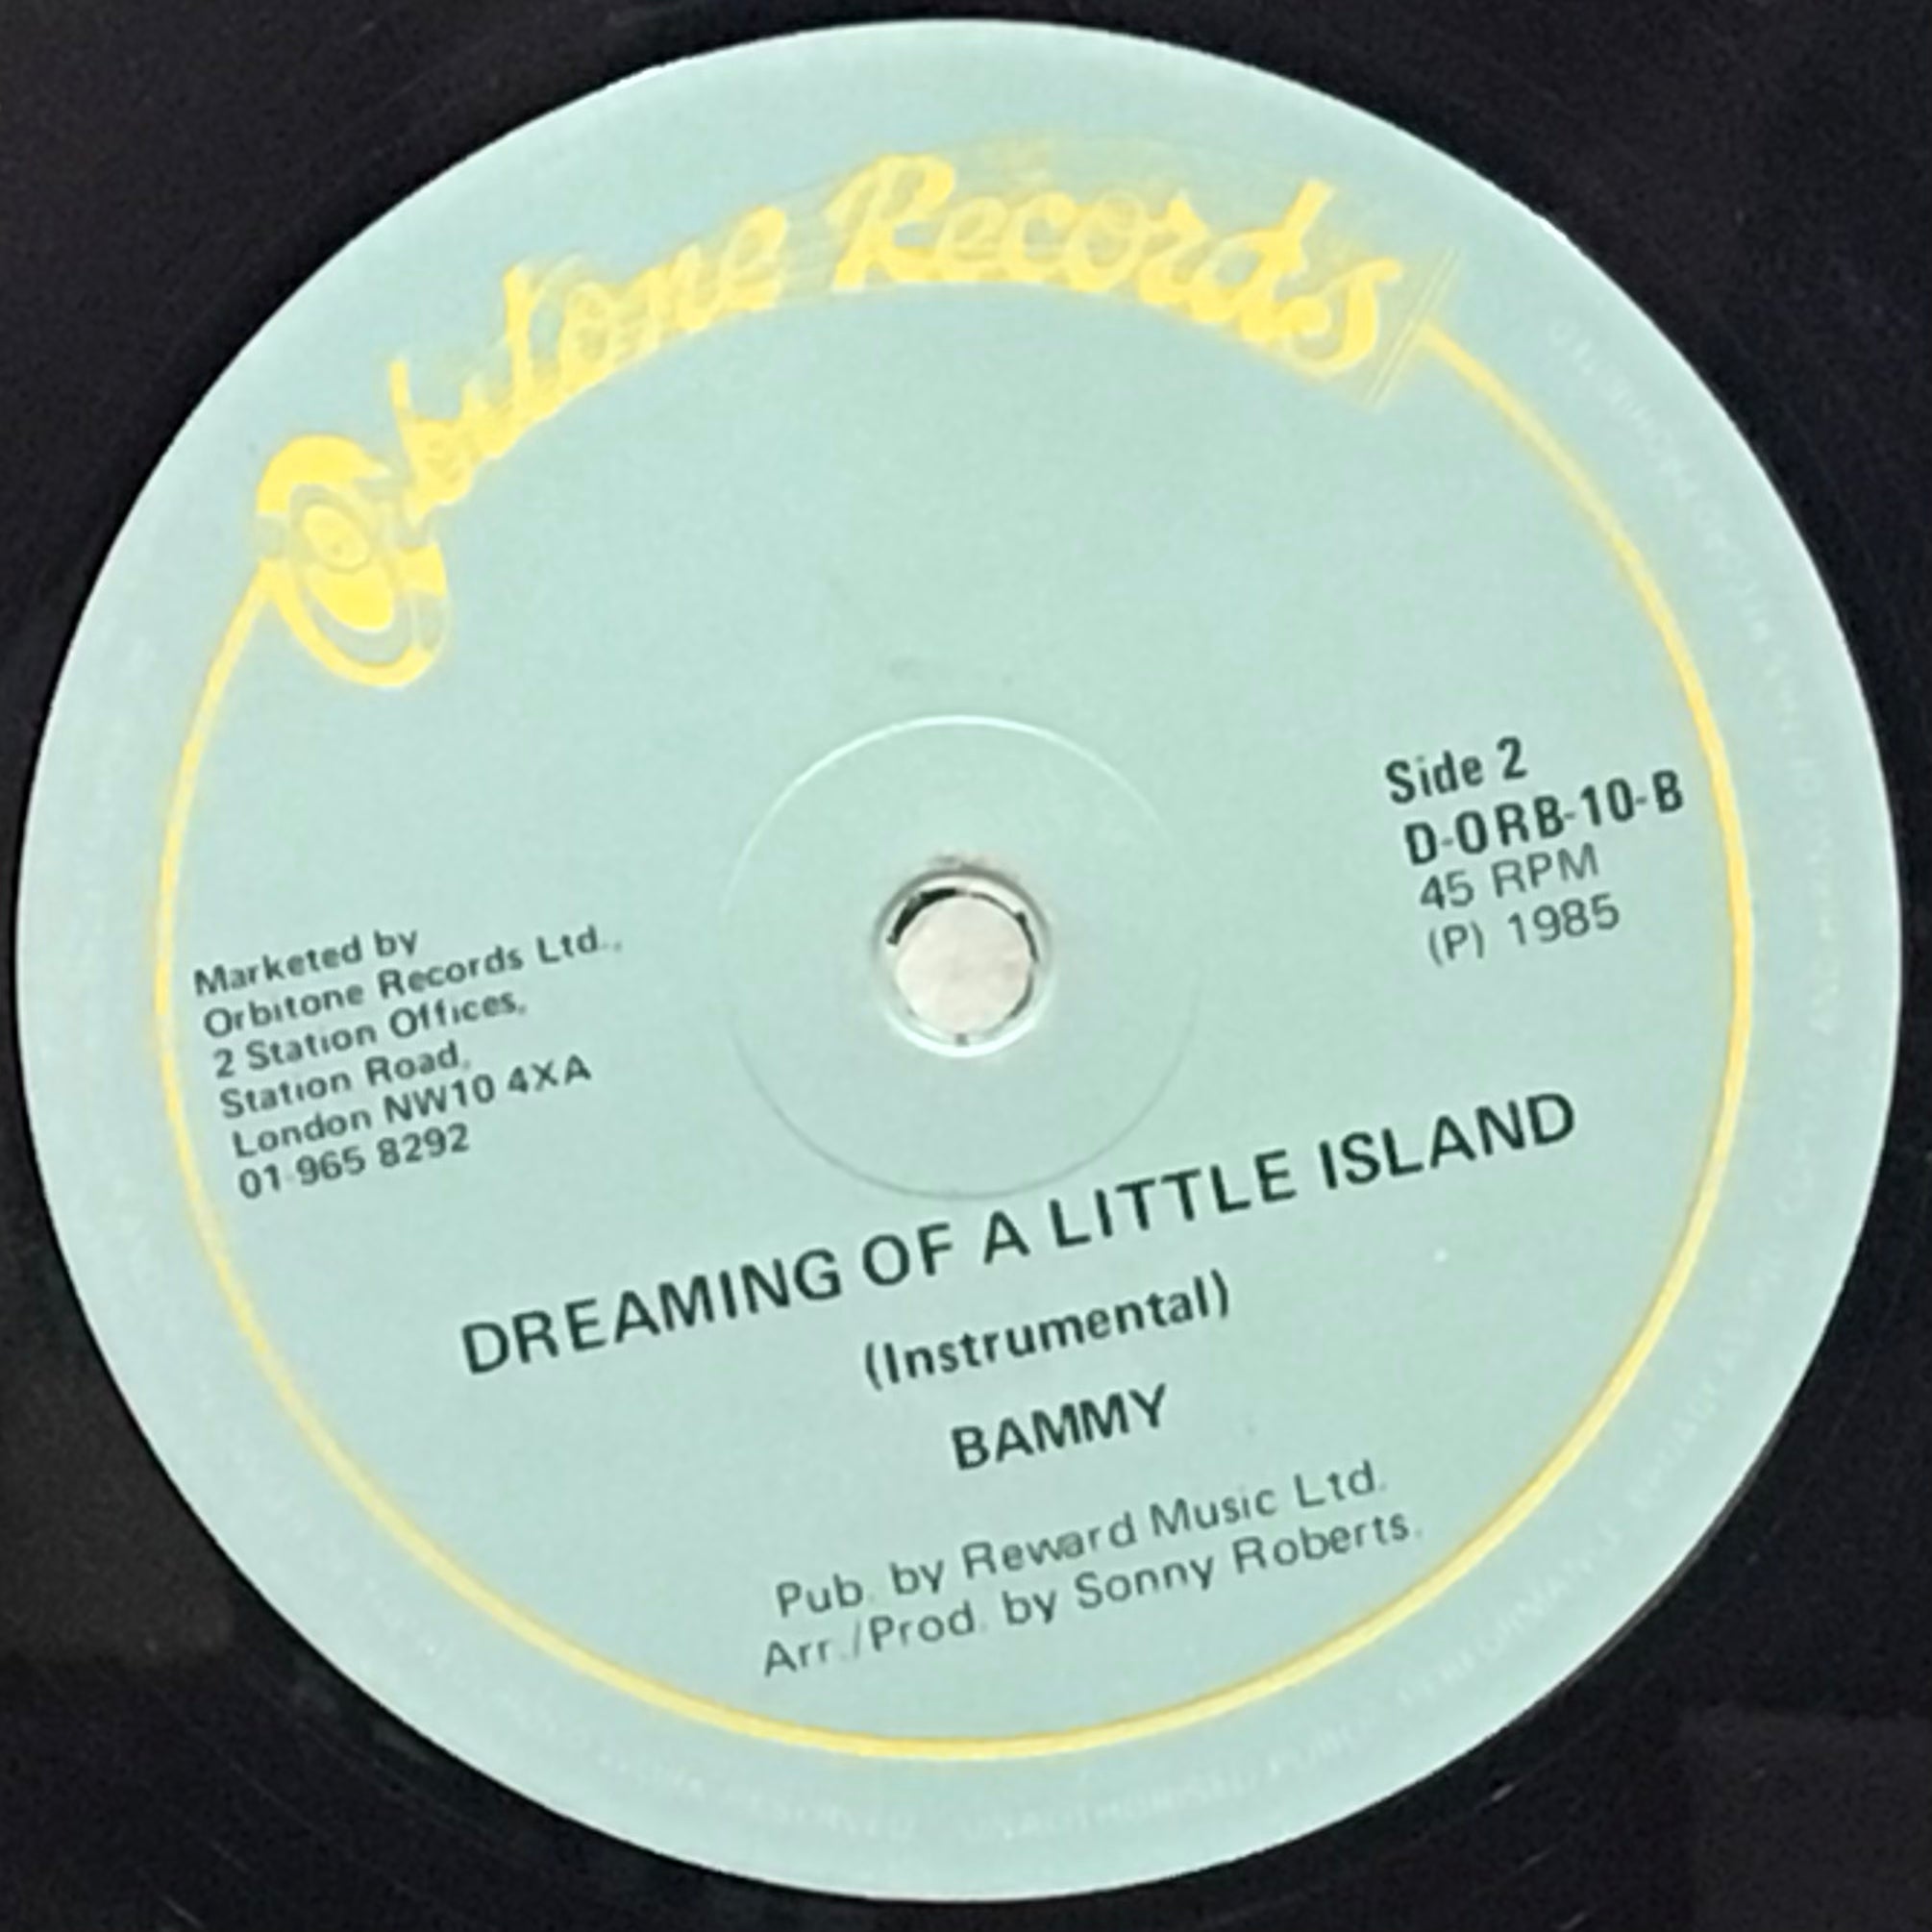 Orbitone Records
Side 2
D-ORB-10-B
45 RPM
(P) 1985
Marketed by
Orbitone Records Ltd.,
2 Station Offices,
Station Road,
London NW10 4XA
01-965 8292
DREAMING OF A LITTLE ISLAND
(Instrumental)
BAMMY
Pub. by Reward Music Ltd.
Arr./Prod. by Sonny Roberts.
RESERVED UNAUTHORISED